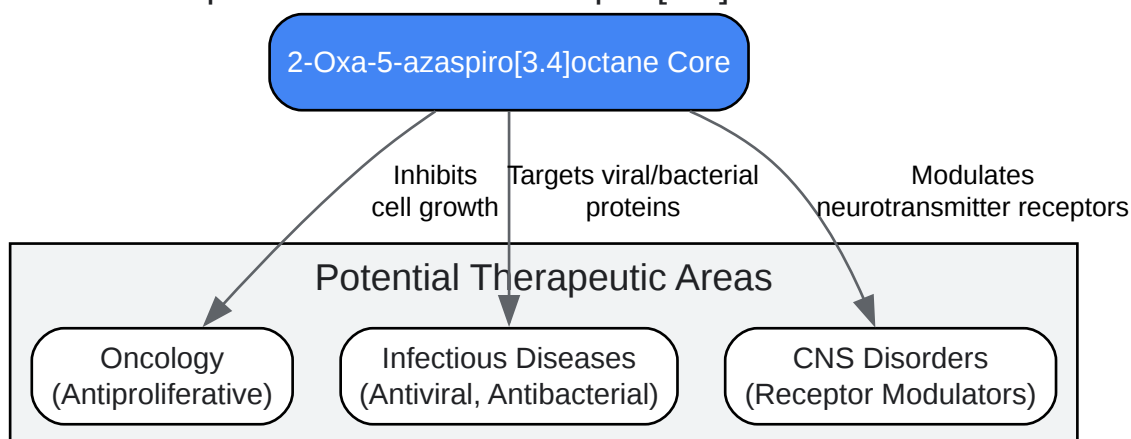 2-Oxa-5-azaspiro[3.4]octane Core
Inhibits
cell growth
Targets viral/bacterial
proteins
Modulates
neurotransmitter receptors
Potential Therapeutic Areas
Oncology
(Antiproliferative)
Infectious Diseases
(Antiviral, Antibacterial)
CNS Disorders
(Receptor Modulators)